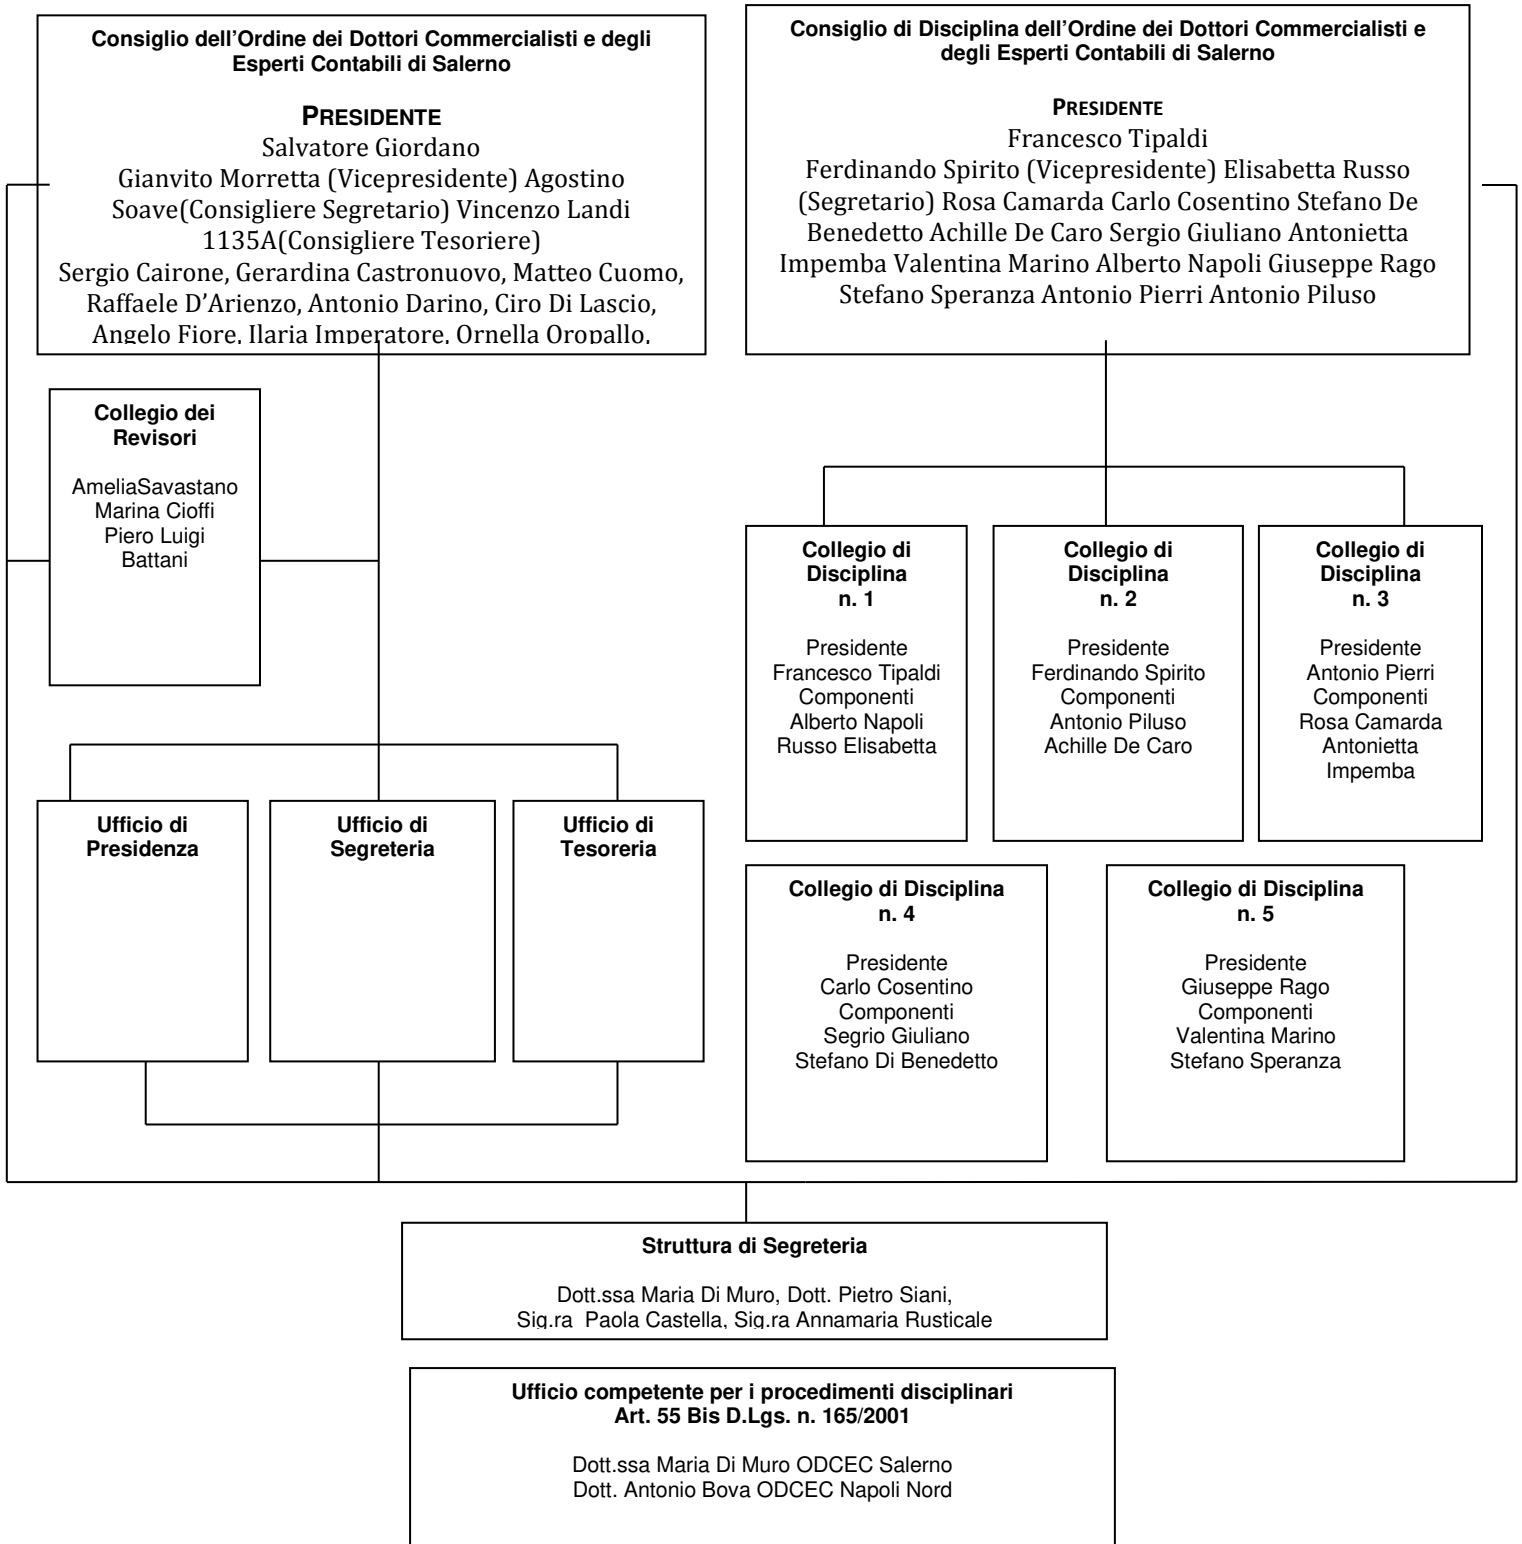 Consiglio dell'Ordine dei Dottori Commercialisti e degli
Esperti Contabili di Salerno
PRESIDENTE
Salvatore Giordano
Gianvito Morretta (Vicepresidente) Agostino
Soave(Consigliere Segretario) Vincenzo Landi
1135A(Consigliere Tesoriere)
Sergio Cairone, Gerardina Castronuovo, Matteo Cuomo,
Raffaele D'Arienzo, Antonio Darino, Ciro Di Lascio,
Angelo Fiore, Ilaria Imperatore, Ornella Oropallo,
Consiglio di Disciplina dell'Ordine dei Dottori Commercialisti e
degli Esperti Contabili di Salerno
PRESIDENTE
Francesco Tipaldi
Ferdinando Spirito (Vicepresidente) Elisabetta Russo
(Segretario) Rosa Camarda Carlo Cosentino Stefano De
Benedetto Achille De Caro Sergio Giuliano Antonietta
Impemba Valentina Marino Alberto Napoli Giuseppe Rago
Stefano Speranza Antonio Pierri Antonio Piluso
Collegio dei
Revisori
AmeliaSavastano
Marina Cioffi
Piero Luigi
Battani
Collegio di
Disciplina
n. 1
Presidente
Francesco Tipaldi
Componenti
Alberto Napoli
Russo Elisabetta
Collegio di
Disciplina
n. 2
Presidente
Ferdinando Spirito
Componenti
Antonio Piluso
Achille De Caro
Collegio di
Disciplina
n. 3
Presidente
Antonio Pierri
Componenti
Rosa Camarda
Antonietta
Impemba
Ufficio di
Presidenza
Ufficio di
Segreteria
Ufficio di
Tesoreria
Collegio di Disciplina
n. 4
Presidente
Carlo Cosentino
Componenti
Segrio Giuliano
Stefano Di Benedetto
Collegio di Disciplina
n. 5
Presidente
Giuseppe Rago
Componenti
Valentina Marino
Stefano Speranza
Struttura di Segreteria
Dott.ssa Maria Di Muro, Dott. Pietro Siani,
Sig.ra Paola Castella, Sig.ra Annamaria Rusticale
Ufficio competente per i procedimenti disciplinari
Art. 55 Bis D.Lgs. n. 165/2001
Dott.ssa Maria Di Muro ODCEC Salerno
Dott. Antonio Bova ODCEC Napoli Nord